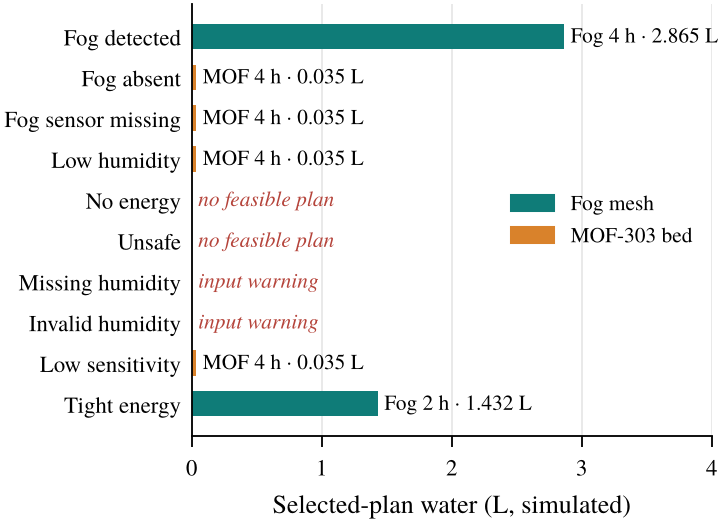 Fog detected Fog 4 h · 2.865 L
Fog absent MOF 4 h · 0.035 L
Fog sensor missing MOF 4 h · 0.035 L
Low humidity MOF 4 h · 0.035 L
No energy no feasible plan
Fog mesh
Unsafe no feasible plan
MOF-303 bed
Missing humidity input warning
Invalid humidity input warning
Low sensitivity MOF 4 h · 0.035 L
Tight energy Fog 2 h · 1.432 L
0 1 2 3 4
Selected-plan water (L, simulated)